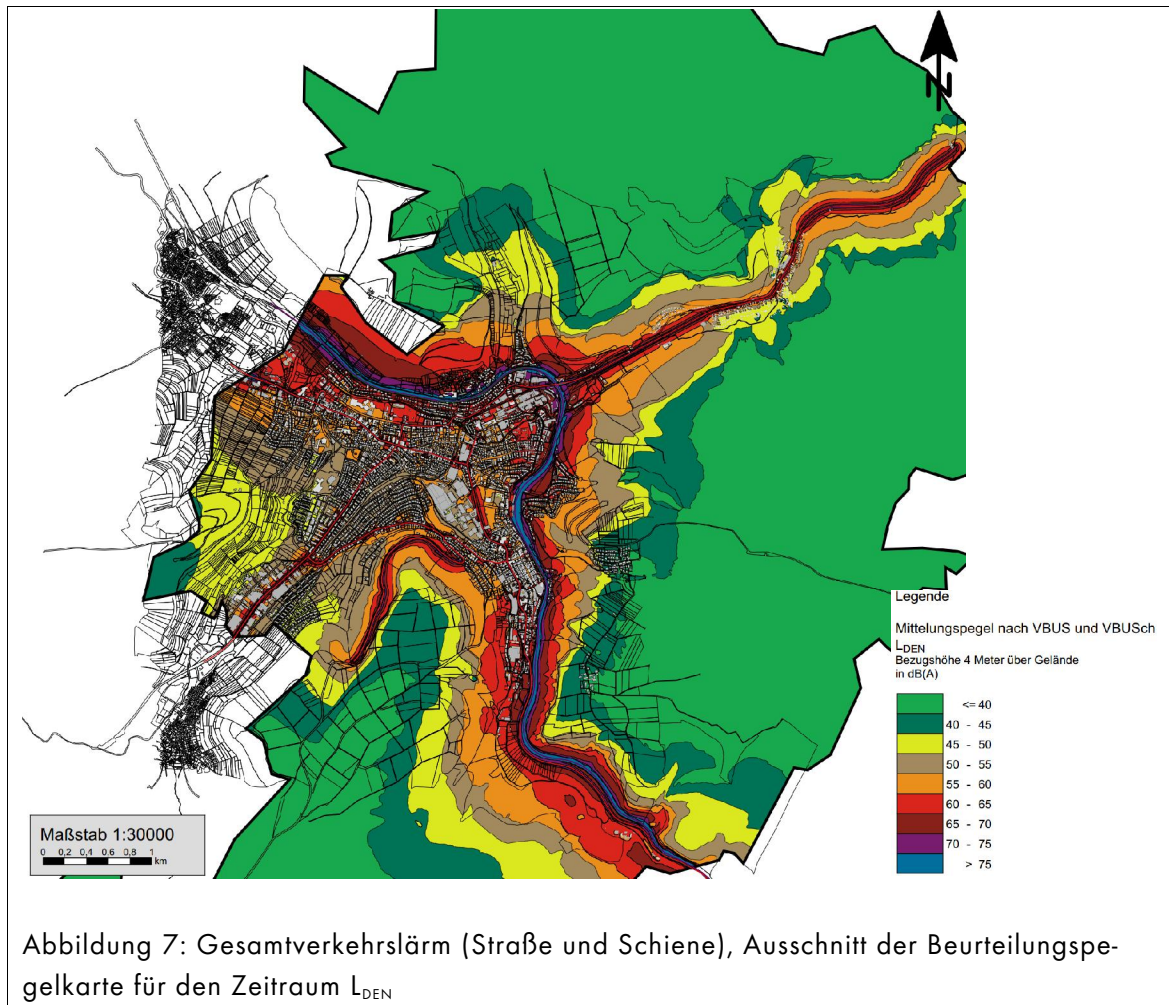 N
Legende
Mittelungspegel nach VBUS und VBUSch
LDEN
Bezugshöhe 4 Meter über Gelände
in dB(A)
<= 40
40 - 45
45 - 50
50 - 55
55 - 60
60 - 65
65 - 70
70 - 75
> 75
Maßstab 1:30000
0 0,2 0,4 0,6 0,8 1
km
Abbildung 7: Gesamtverkehrslärm (Straße und Schiene), Ausschnitt der Beurteilungspe-
gelkarte für den Zeitraum LDEN